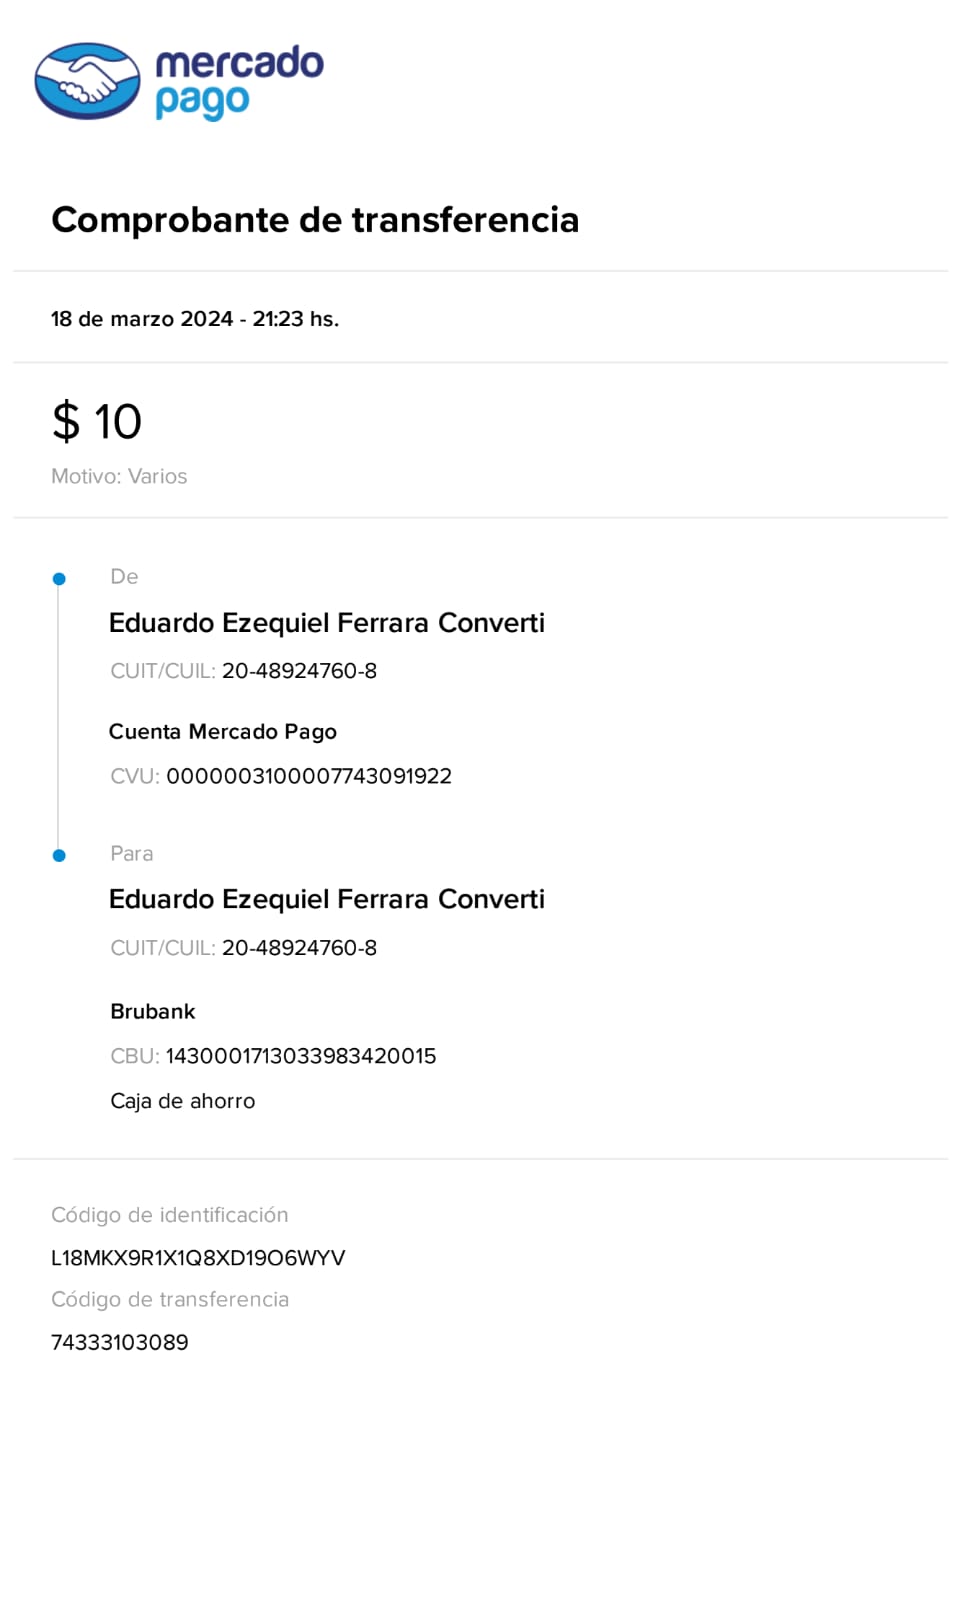 mercado
pago
Comprobante de transferencia
18 de marzo 2024 - 21:23 hs.
$ 10
Motivo: Varios
De
Eduardo Ezequiel Ferrara Converti
CUIT/CUIL: 20-48924760-8
Cuenta Mercado Pago
CVU: 0000003100007743091922
Para
Eduardo Ezequiel Ferrara Converti
CUIT/CUIL: 20-48924760-8
Brubank
CBU: 1430001713033983420015
Caja de ahorro
Código de identificación
L18MKX9R1X1Q8XD19O6WYV
Código de transferencia
74333103089